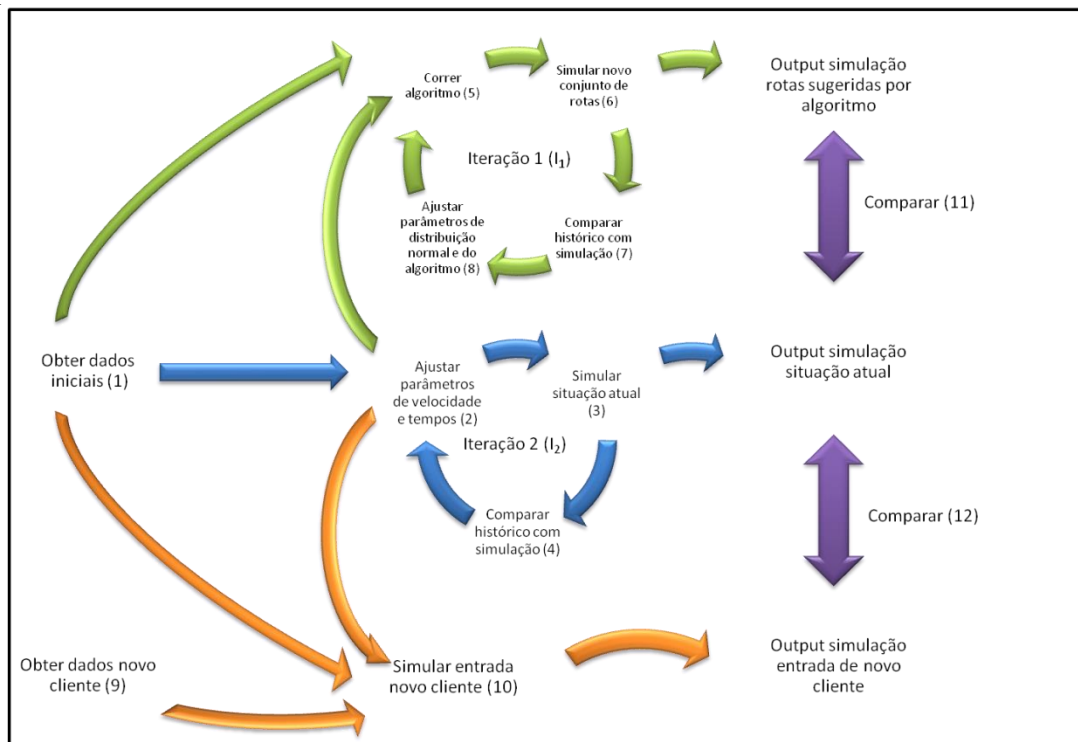 Correr
algoritmo (5)
Simular novo
conjunto de
rotas (6)
Output simulação
rotas sugeridas por
algoritmo
Iteração 1 (I₁)
Ajustar
parâmetros de
distribuição
normal e do
algoritmo (8)
Comparar
histórico com
simulação (7)
Comparar (11)
Obter dados
iniciais (1)
Ajustar
parâmetros
de velocidade
e tempos (2)
Simular
situação atual
(3)
Output simulação
situação atual
Iteração 2 (I₂)
Comparar
histórico com
simulação (4)
Comparar (12)
Obter dados novo
cliente (9)
Simular entrada
novo cliente (10)
Output simulação
entrada de novo
cliente